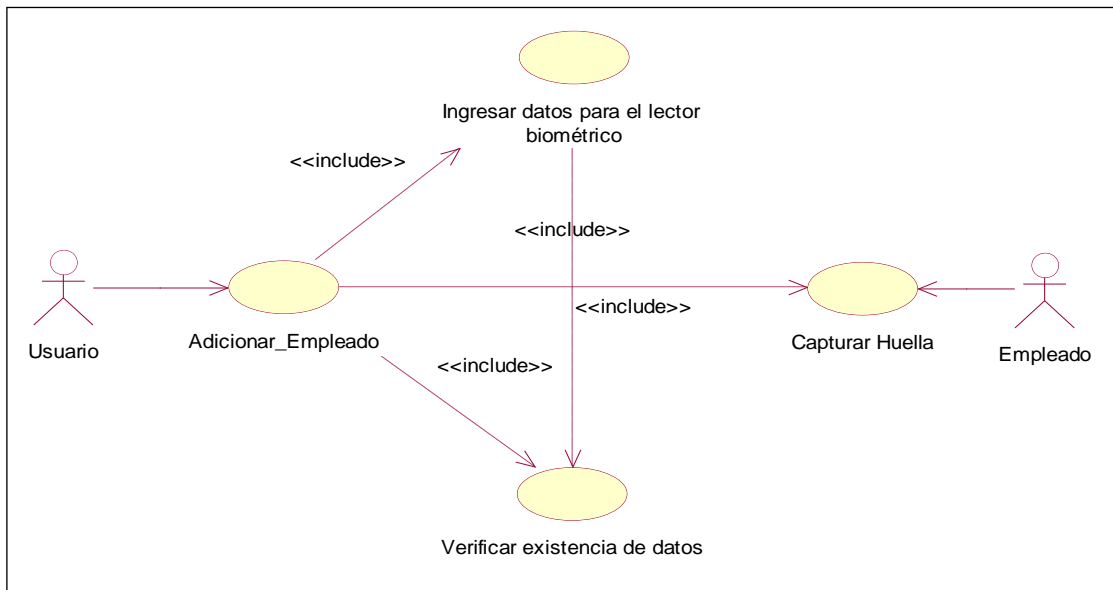 Ingresar datos para el lector
biométrico
<<include>>
<<include>>
<<include>>
Usuario
Adicionar_Empleado
Capturar Huella
Empleado
<<include>>
Verificar existencia de datos